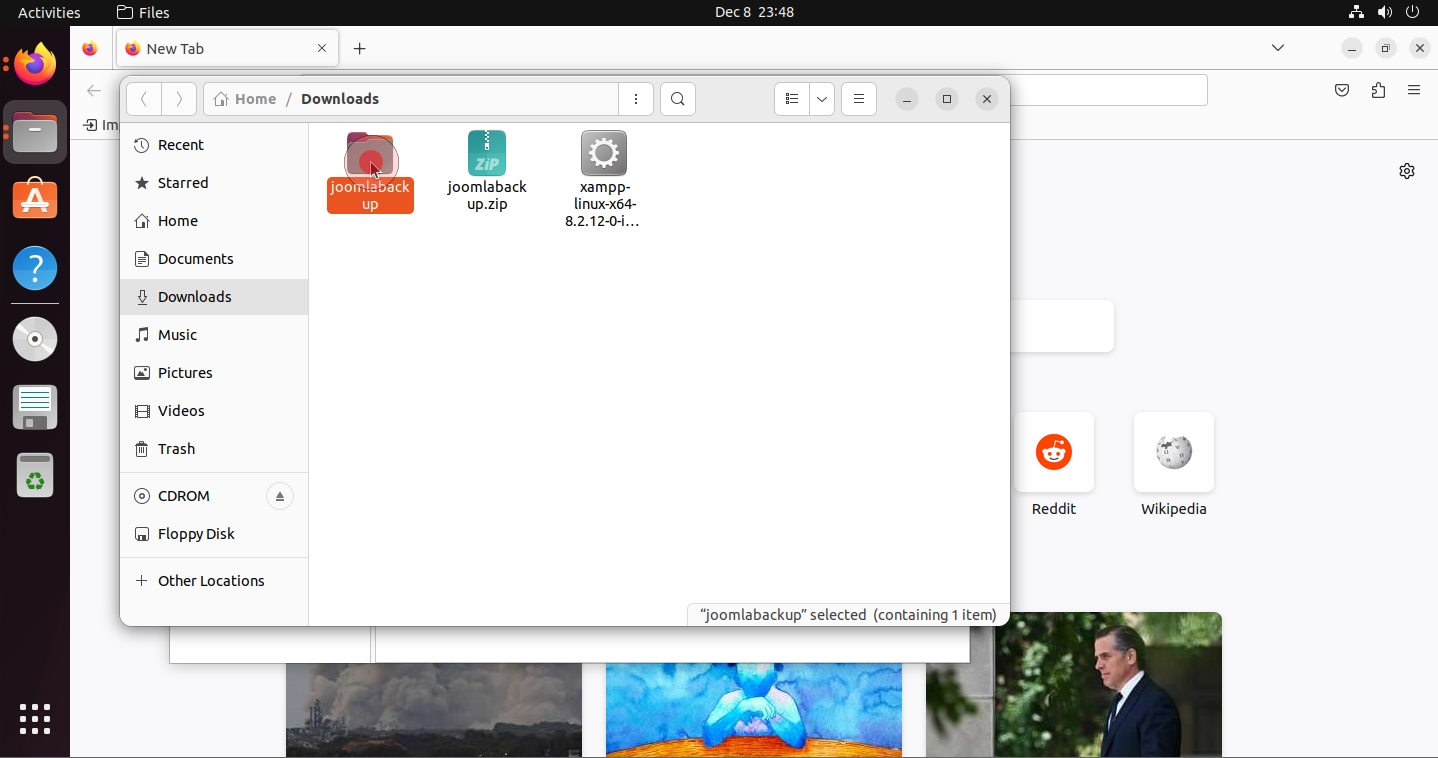 Activities Files Dec 8 23:48
New Tab
Home / Downloads
Im
Recent
Starred
Home
Documents
Downloads
Music
Pictures
Videos
Trash
CDROM
Floppy Disk
Other Locations
joomlaback
up
ZiP
joomlaback
up.zip
xampp-
linux-x64-
8.2.12-0-i...
"joomlabackup" selected (containing 1 item)
Reddit
Wikipedia